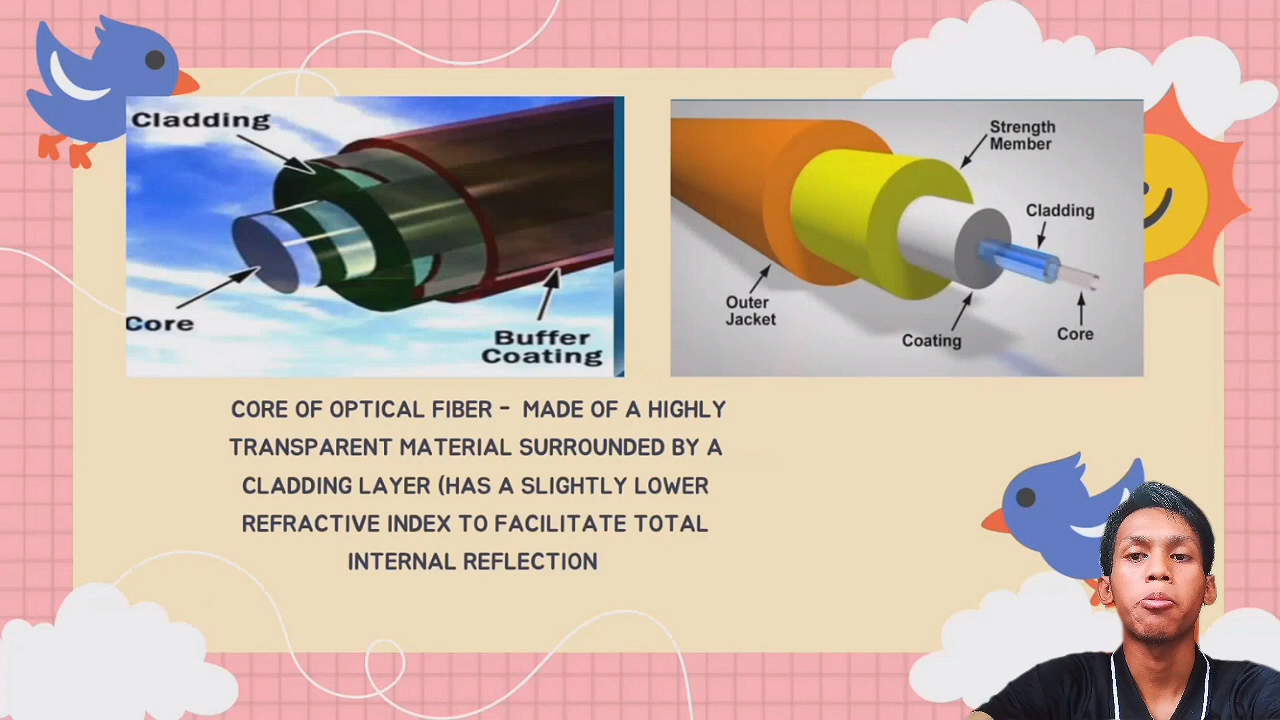 Cladding
Core
Buffer
Coating
Strength
Member
Cladding
Outer
Jacket
Coating
Core
CORE OF OPTICAL FIBER - MADE OF A HIGHLY
TRANSPARENT MATERIAL SURROUNDED BY A
CLADDING LAYER (HAS A SLIGHTLY LOWER
REFRACTIVE INDEX TO FACILITATE TOTAL
INTERNAL REFLECTION